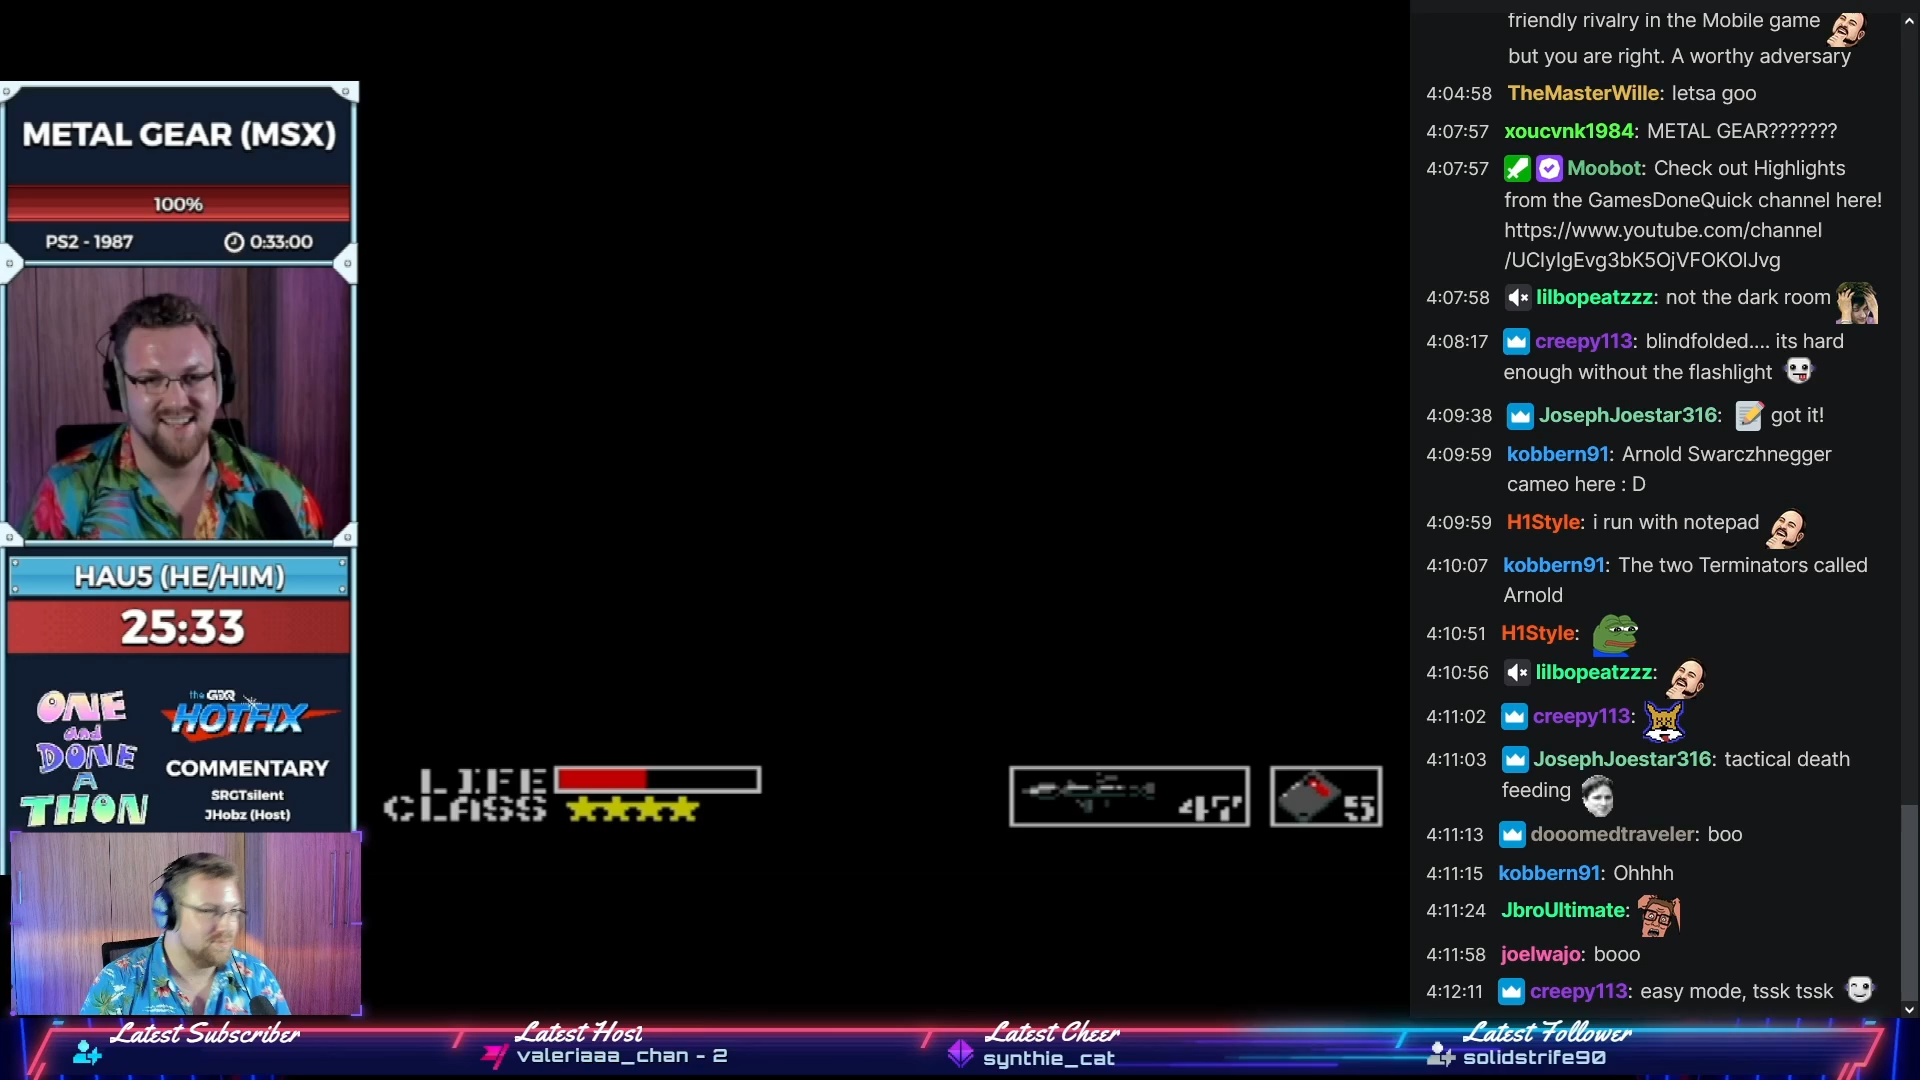 METAL GEAR (MSX)
100%
PS2 - 1987
0:33:00
HAU5 (HE/HIM)
25:33
ONE
and
DONE
A
THON
the GDQ
HOTFIX
COMMENTARY
SRGTsilent
JHobz (Host)
LIFE
CLASS
47
5
friendly rivalry in the Mobile game
but you are right. A worthy adversary
4:04:58 TheMasterWille: letsa goo
4:07:57 xoucvnk1984: METAL GEAR???????
4:07:57 Moobot: Check out Highlights
from the GamesDoneQuick channel here!
https://www.youtube.com/channel
/UCIyIgEvg3bK5OjVFOKOIJvg
4:07:58 lilbopeatzzz: not the dark room
4:08:17 creepy113: blindfolded.... its hard
enough without the flashlight
4:09:38 JosephJoestar316: got it!
4:09:59 kobbern91: Arnold Swarczhnegger
cameo here : D
4:09:59 H1Style: i run with notepad
4:10:07 kobbern91: The two Terminators called
Arnold
4:10:51 H1Style:
4:10:56 lilbopeatzzz:
4:11:02 creepy113:
4:11:03 JosephJoestar316: tactical death
feeding
4:11:13 dooomedtraveler: boo
4:11:15 kobbern91: Ohhhh
4:11:24 JbroUltimate:
4:11:58 joelwajo: booo
4:12:11 creepy113: easy mode, tssk tssk
Latest Subscriber
Latest Host
valeriaaa_chan - 2
Latest Cheer
synthie_cat
Latest Follower
solidstrife90